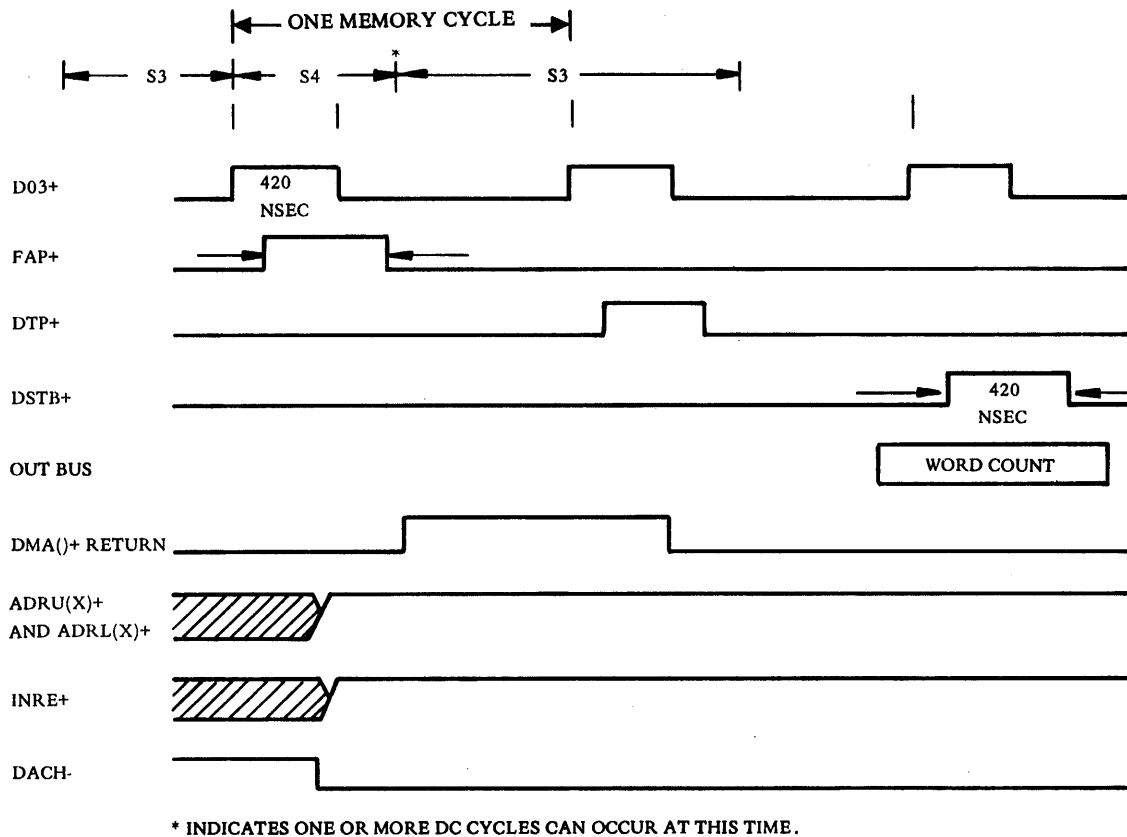 ONE MEMORY CYCLE
*
S3 S4 S3
D03+
420
NSEC
FAP+
DTP+
DSTB+
420
NSEC
OUT BUS
WORD COUNT
DMA()+ RETURN
ADRU(X)+
AND ADRL(X)+
INRE+
DACH-
* INDICATES ONE OR MORE DC CYCLES CAN OCCUR AT THIS TIME.